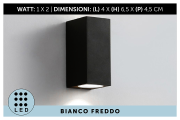 WATT: 1 X 2 | DIMENSIONI: (L) 4 X (H) 6,5 X (P) 4,5 CM
LED
BIANCO FREDDO